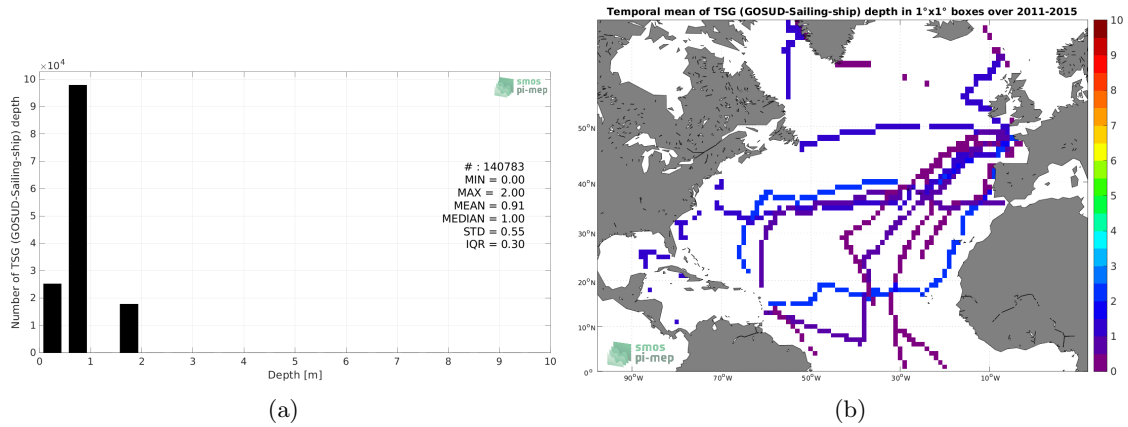 ×10⁴
Number of TSG (GOSUD-Sailing-ship) depth
10
9
8
7
6
5
4
3
2
1
0
smos
pi-mep
# : 140783
MIN = 0.00
MAX = 2.00
MEAN = 0.91
MEDIAN = 1.00
STD = 0.55
IQR = 0.30
0 1 2 3 4 5 6 7 8 9 10
Depth [m]
(a)
Temporal mean of TSG (GOSUD-Sailing-ship) depth in 1°x1° boxes over 2011-2015
50°N
40°N
30°N
20°N
10°N
0°
90°W 70°W 50°W 30°W 10°W
smos
pi-mep
10
9
8
7
6
5
4
3
2
1
0
(b)